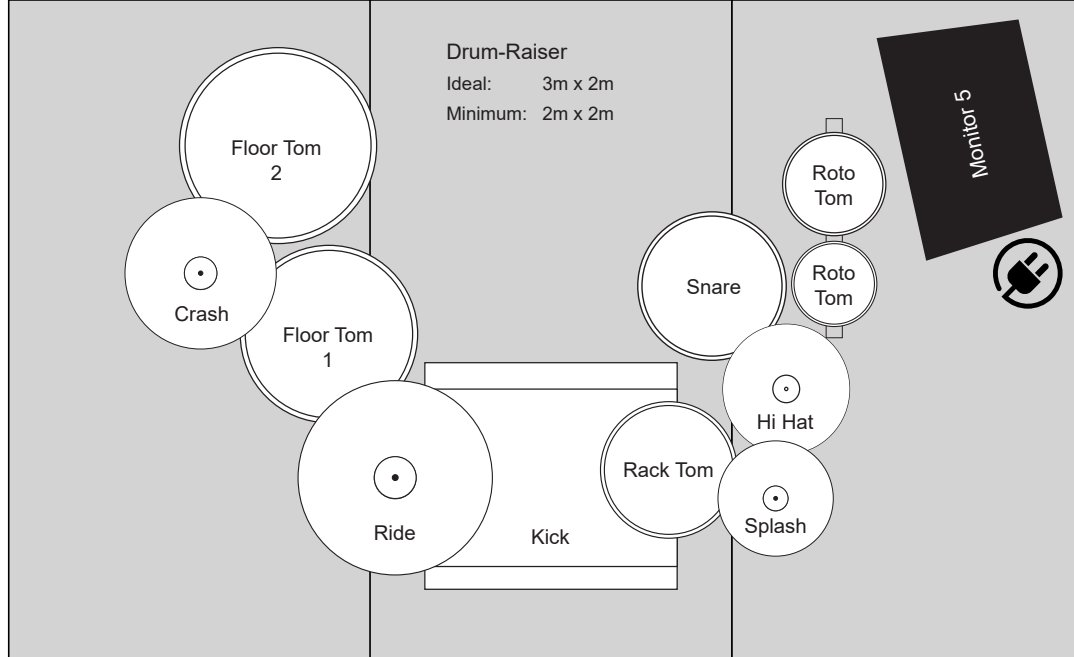 Drum-Raiser
Ideal: 3m x 2m
Minimum: 2m x 2m
Monitor 5
Floor Tom
2
Roto
Tom
Roto
Tom
Snare
Crash
Floor Tom
1
Hi Hat
Rack Tom
Splash
Ride
Kick